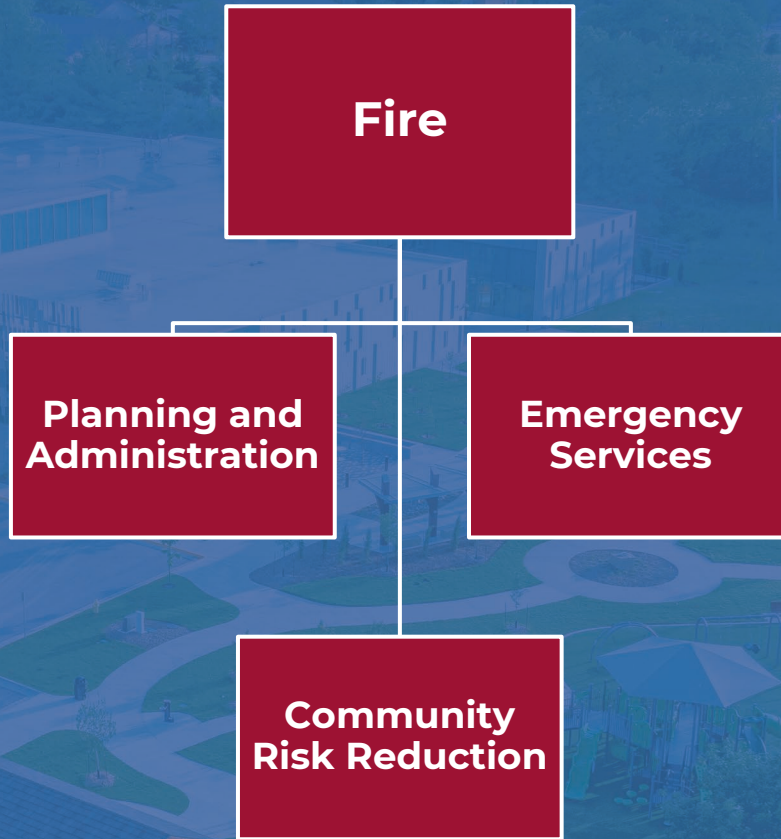 Fire
Planning and
Administration
Emergency
Services
Community
Risk Reduction